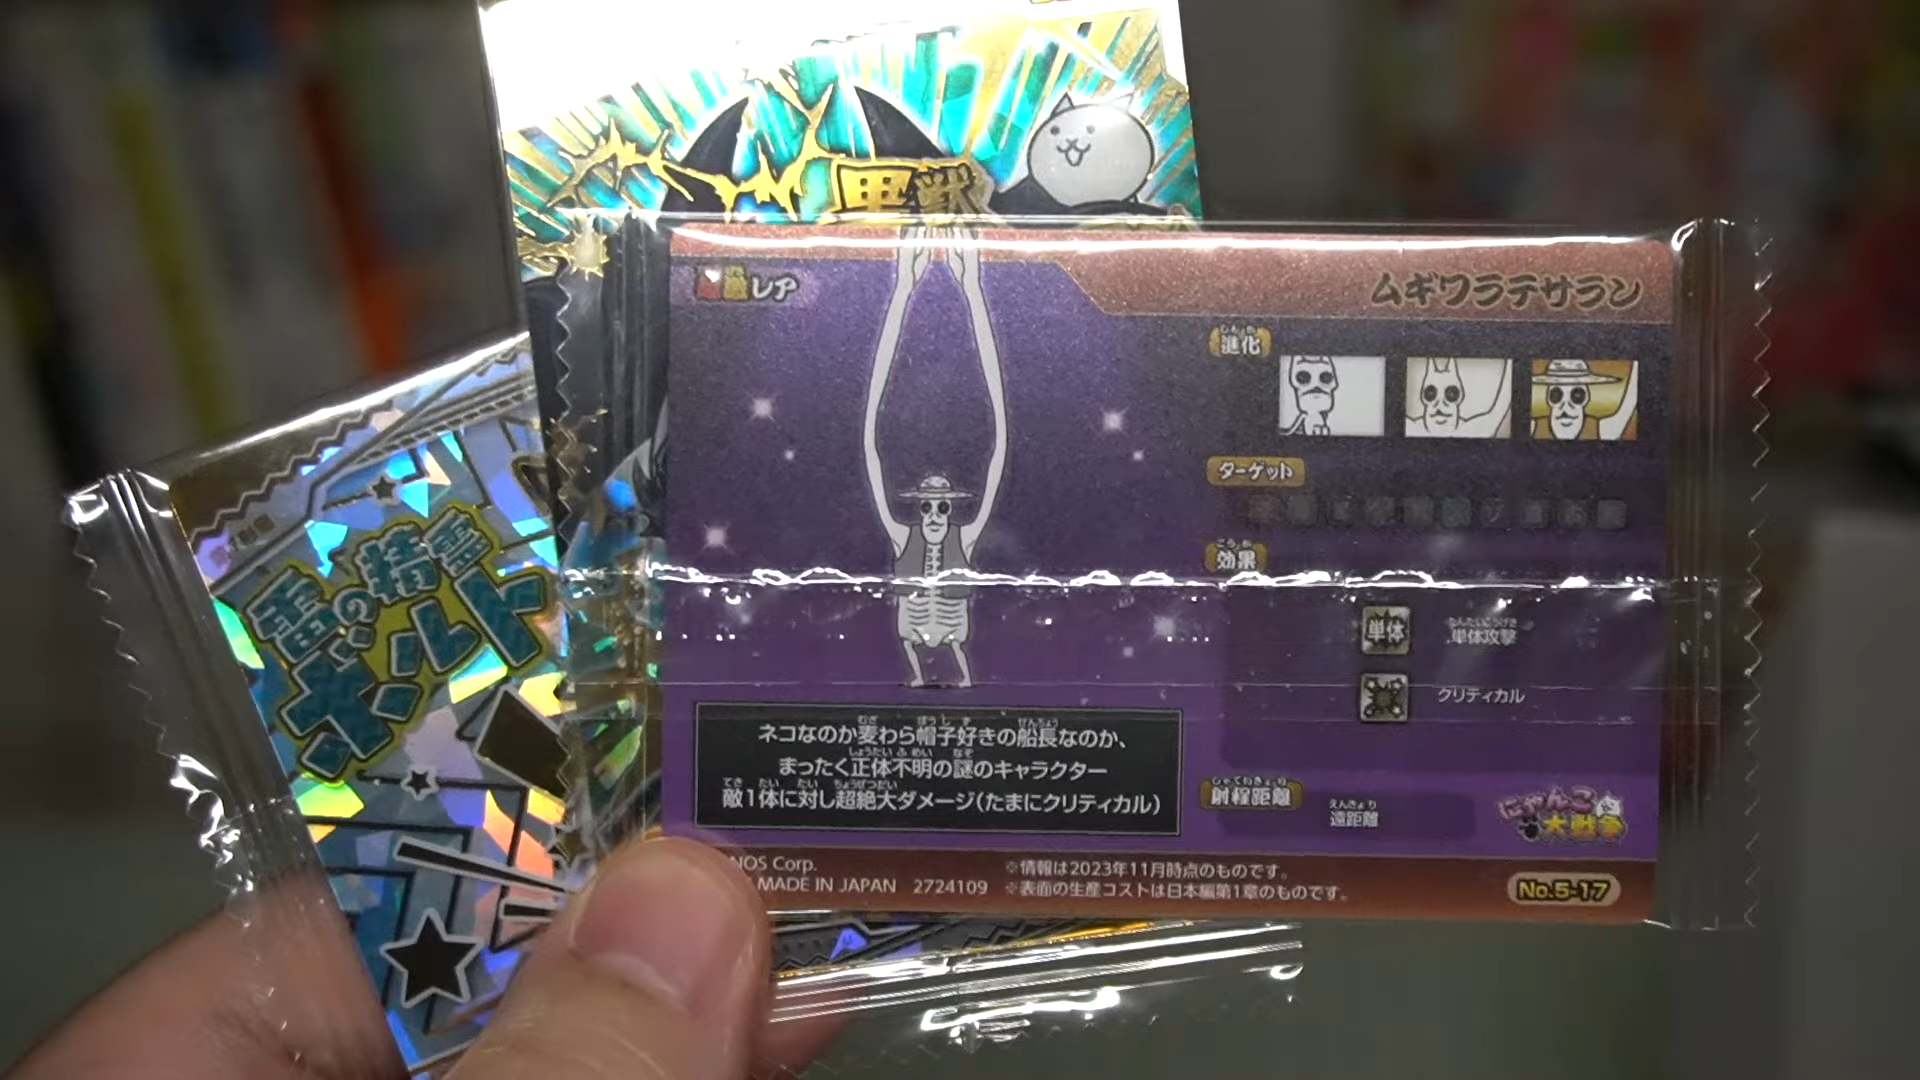 黒獣
雷の精霊
ボルト
激レア
ムギワラテサラン
進化
ターゲット
効果
単体
単体攻撃
クリティカル
射程距離
遠距離
にゃんこ
大戦争
ネコなのか麦わら帽子好きの船長なのか、
まったく正体不明の謎のキャラクター
敵1体に対し超絶大ダメージ(たまにクリティカル)
NOS Corp.
MADE IN JAPAN 2724109
※情報は2023年11月時点のものです。
※表面の生産コストは日本編第1章のものです。
No.5-17